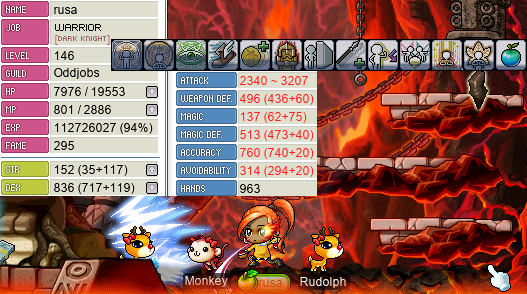 NAME rusa
JOB WARRIOR
[DARK KNIGHT]
LEVEL 146
GUILD Oddjobs
HP 7976 / 19553
MP 801 / 2886
EXP. 112726027 (94%)
FAME 295
STR 152 (35+117)
DEX 836 (717+119)
ATTACK 2340 ~ 3207
WEAPON DEF. 496 (436+60)
MAGIC 137 (62+75)
MAGIC DEF. 513 (473+40)
ACCURACY 760 (740+20)
AVOIDABILITY 314 (294+20)
HANDS 963
Monkey rusa Rudolph